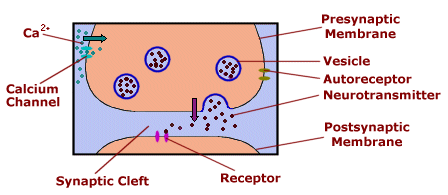 Ca²⁺
Calcium
Channel
Presynaptic
Membrane
Vesicle
Autoreceptor
Neurotransmitter
Postsynaptic
Membrane
Synaptic Cleft
Receptor